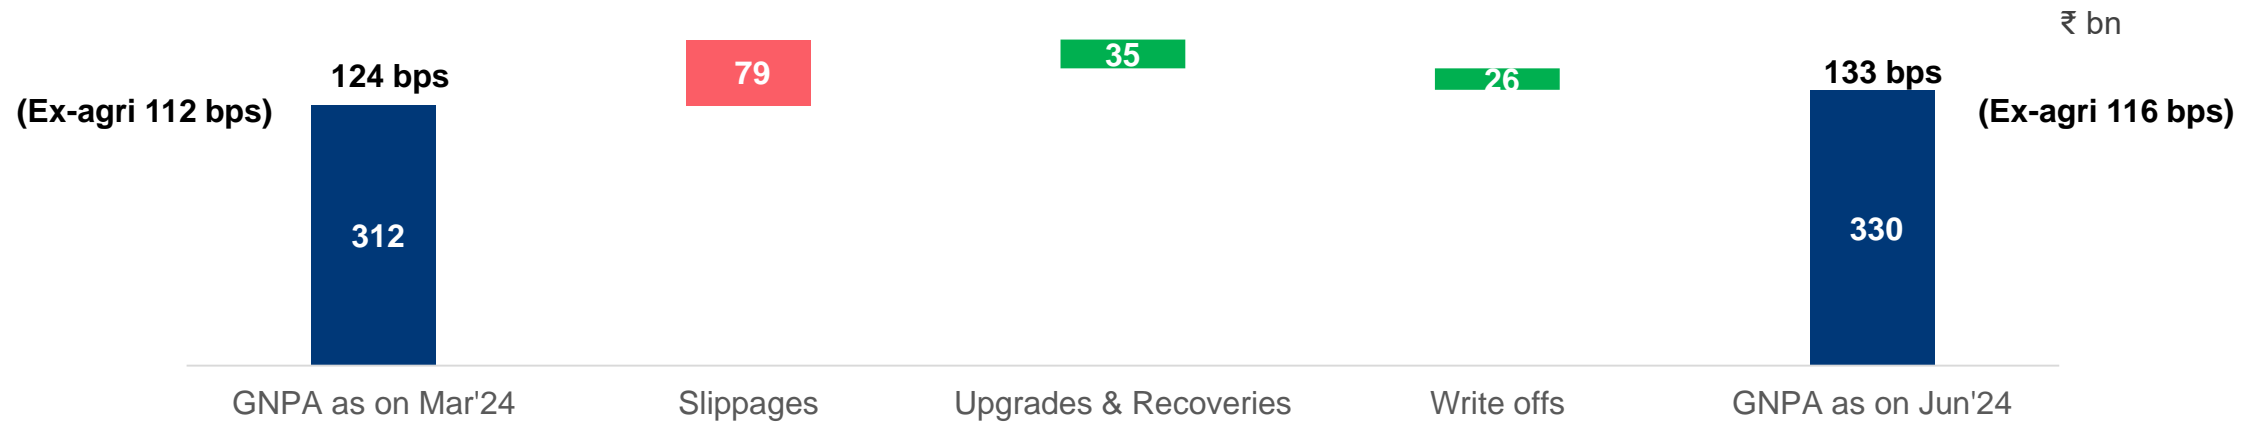 ₹ bn
124 bps
(Ex-agri 112 bps)
312
79
35
26
133 bps
(Ex-agri 116 bps)
330
GNPA as on Mar'24
Slippages
Upgrades & Recoveries
Write offs
GNPA as on Jun'24